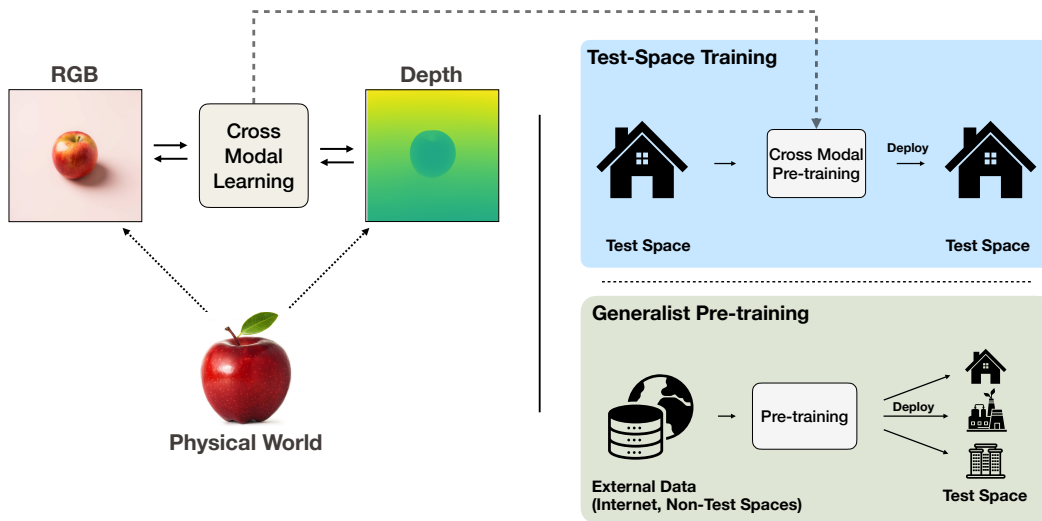 RGB
Depth
Cross
Modal
Learning
Physical World
Test-Space Training
Cross Modal
Pre-training
Deploy
Test Space
Test Space
Generalist Pre-training
Pre-training
Deploy
External Data
(Internet, Non-Test Spaces)
Test Space